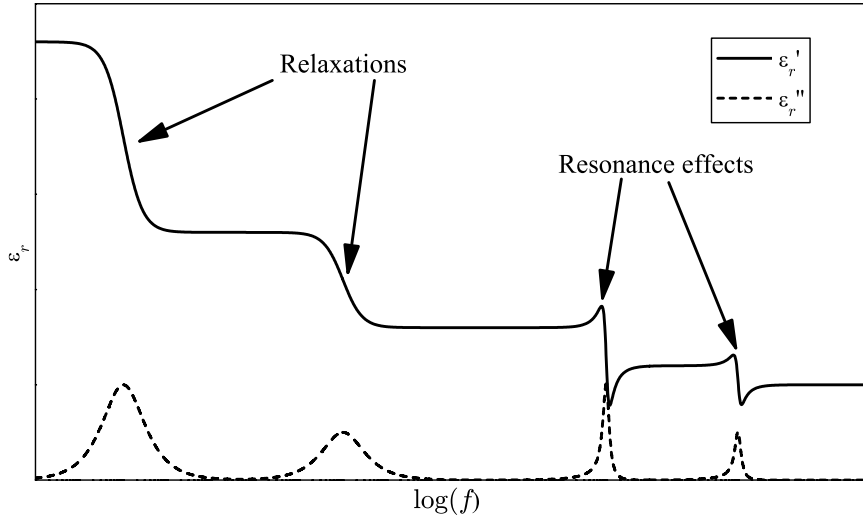 Relaxations
εr'
εr"
Resonance effects
εr
log(f)